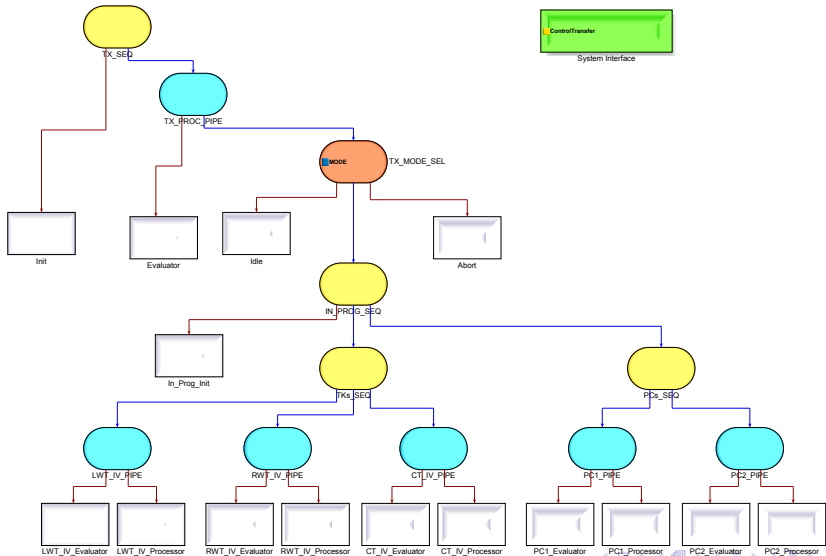 ControlTransfer
System Interface
TX_SEQ
TX_PROC_PIPE
MODE
TX_MODE_SEL
Init
Evaluator
Idle
Abort
IN_PROG_SEQ
In_Prog_Init
TKs_SEQ
PCs_SEQ
LWT_IV_PIPE
RWT_IV_PIPE
CT_IV_PIPE
PC1_PIPE
PC2_PIPE
LWT_IV_Evaluator
LWT_IV_Processor
RWT_IV_Evaluator
RWT_IV_Processor
CT_IV_Evaluator
CT_IV_Processor
PC1_Evaluator
PC1_Processor
PC2_Evaluator
PC2_Processor